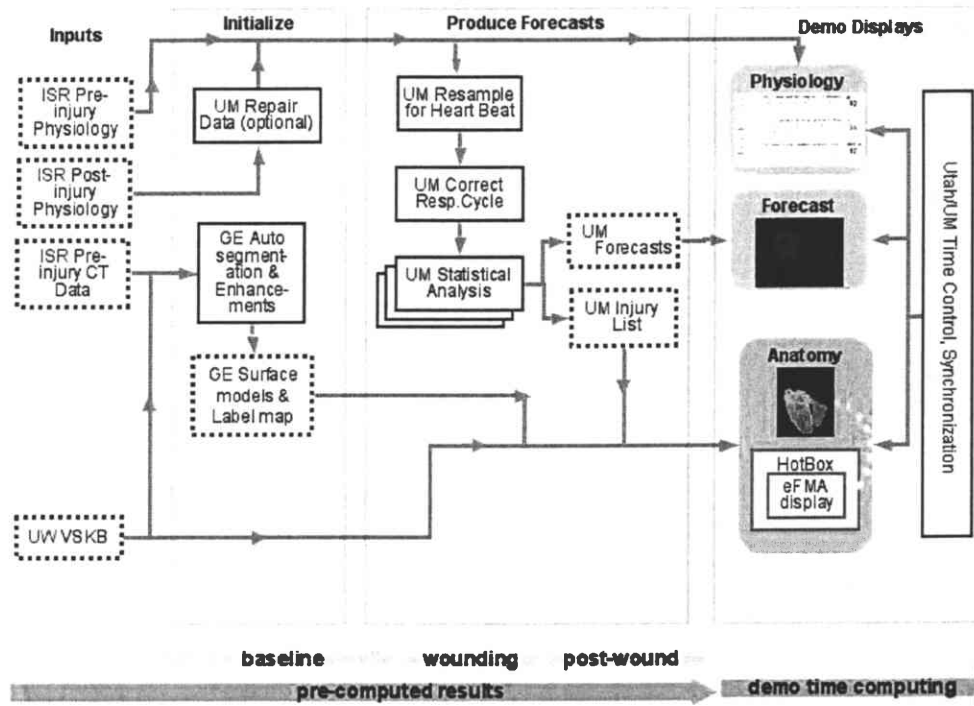 Inputs
Initialize
Produce Forecasts
Demo Displays
ISR Pre-
injury
Physiology
ISR Post-
injury
Physiology
ISR Pre-
injury CT
Data
UW VSKB
UM Repair
Data (optional)
GE Auto
segment-
ation &
Enhance-
ments
GE Surface
models &
Label map
UM Resample
for Heart Beat
UM Correct
Resp.Cycle
UM Statistical
Analysis
UM
Forecasts
UM Injury
List
Physiology
Forecast
Anatomy
HotBox
eFMA
display
Utah/UM Time Control, Synchronization
baseline
wounding
post-wound
pre-computed results
demo time computing